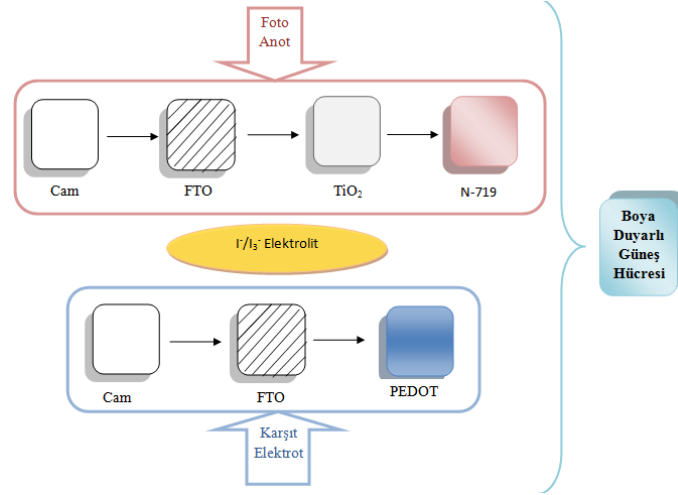 Foto
Anot
Cam
FTO
TiO₂
N-719
I⁻/I₃⁻ Elektrolit
Boya
Duyarlı
Güneş
Hücresi
Cam
FTO
PEDOT
Karşıt
Elektrot